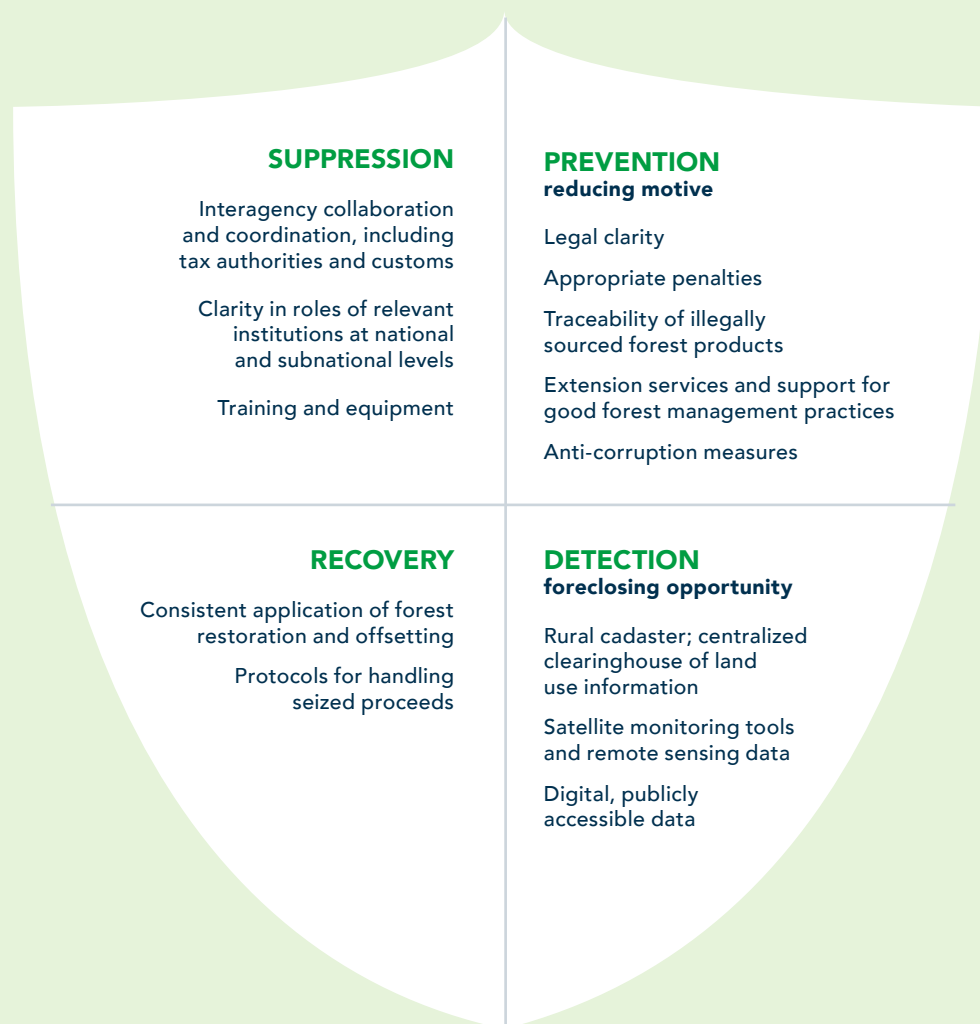 SUPPRESSION
Interagency collaboration
and coordination, including
tax authorities and customs
Clarity in roles of relevant
institutions at national
and subnational levels
Training and equipment
PREVENTION
reducing motive
Legal clarity
Appropriate penalties
Traceability of illegally
sourced forest products
Extension services and support for
good forest management practices
Anti-corruption measures
RECOVERY
Consistent application of forest
restoration and offsetting
Protocols for handling
seized proceeds
DETECTION
foreclosing opportunity
Rural cadaster; centralized
clearinghouse of land
use information
Satellite monitoring tools
and remote sensing data
Digital, publicly
accessible data